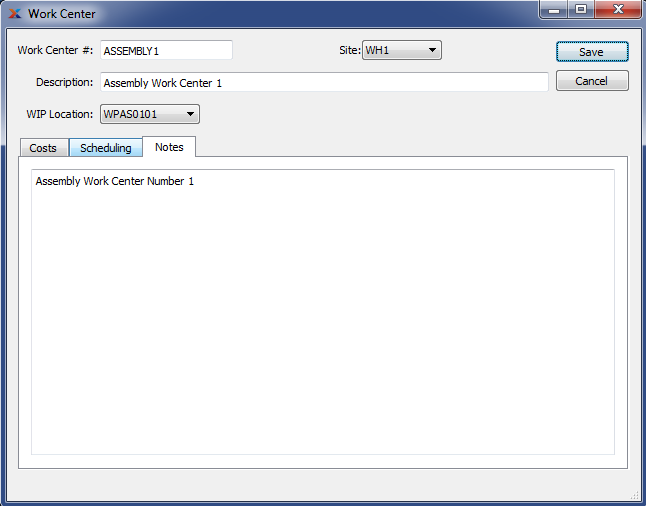 Work Center
Work Center #: ASSEMBLY1 Site: WH1 Save
Description: Assembly Work Center 1 Cancel
WIP Location: WPAS0101
Costs Scheduling Notes
Assembly Work Center Number 1